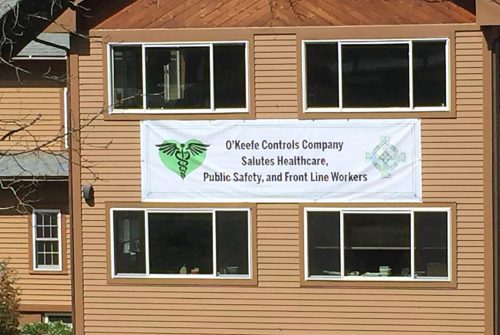 O'Keefe Controls Company
Salutes Healthcare,
Public Safety, and Front Line Workers